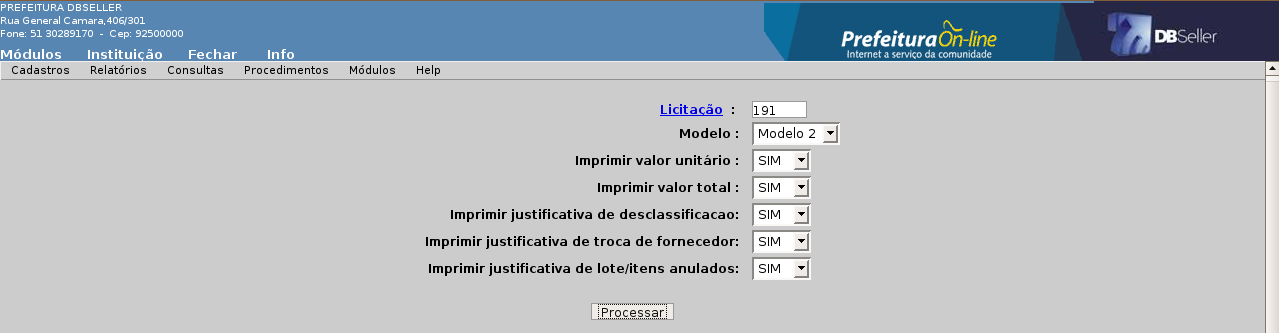 PREFEITURA DBSELLER
Rua General Camara,406/301
Fone: 51 30289170 - Cep: 92500000
Módulos Instituição Fechar Info
PrefeituraOn-line
Internet a serviço da comunidade
DBSeller
Cadastros Relatórios Consultas Procedimentos Módulos Help
Licitação : 191
Modelo : Modelo 2
Imprimir valor unitário : SIM
Imprimir valor total : SIM
Imprimir justificativa de desclassificacao: SIM
Imprimir justificativa de troca de fornecedor: SIM
Imprimir justificativa de lote/itens anulados: SIM
Processar